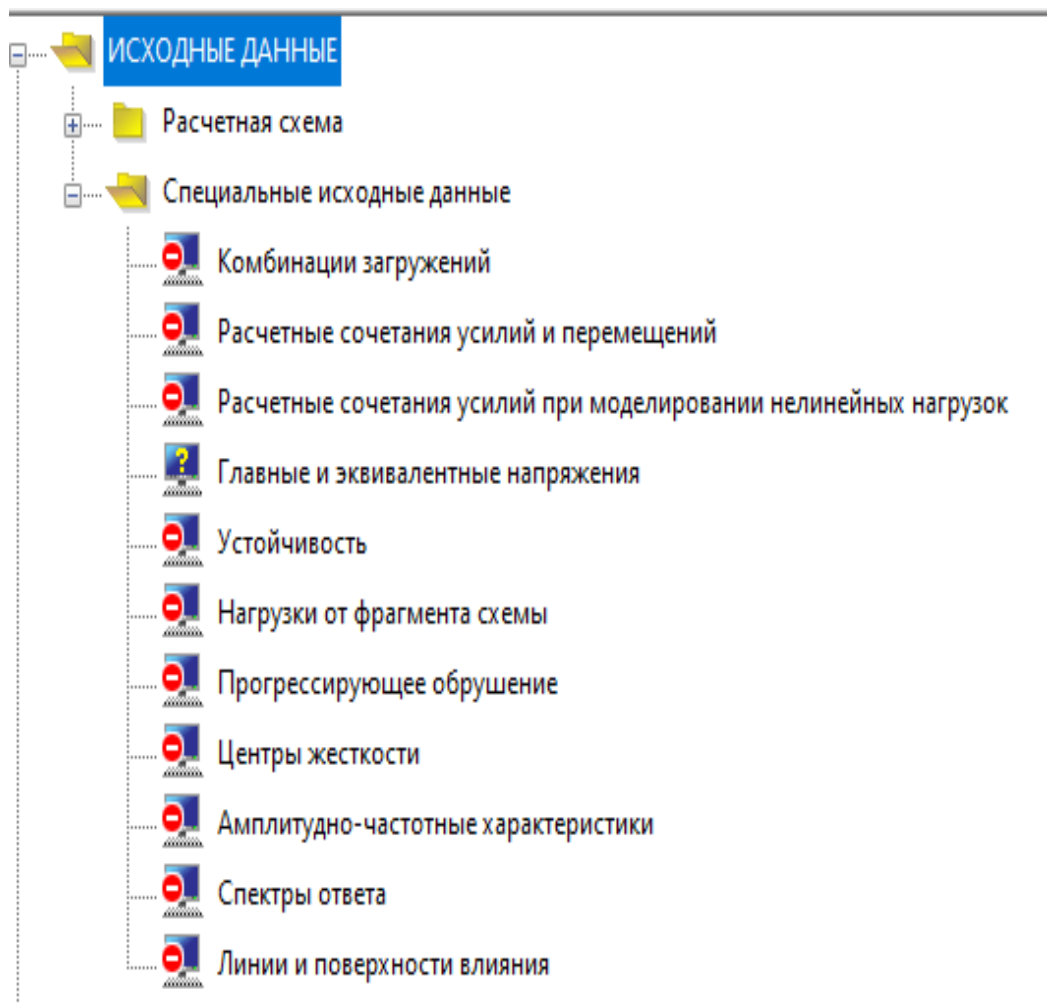 ИСХОДНЫЕ ДАННЫЕ
Расчетная схема
Специальные исходные данные
Комбинации загружений
Расчетные сочетания усилий и перемещений
Расчетные сочетания усилий при моделировании нелинейных нагрузок
Главные и эквивалентные напряжения
Устойчивость
Нагрузки от фрагмента схемы
Прогрессирующее обрушение
Центры жесткости
Амплитудно-частотные характеристики
Спектры ответа
Линии и поверхности влияния